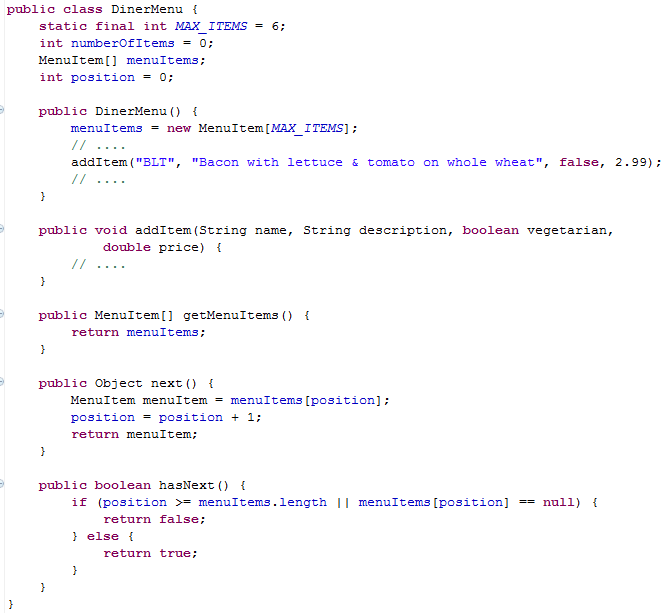 public class DinerMenu {
    static final int MAX_ITEMS = 6;
    int numberOfItems = 0;
    MenuItem[] menuItems;
    int position = 0;

    public DinerMenu() {
        menuItems = new MenuItem[MAX_ITEMS];
        // ....
        addItem("BLT", "Bacon with lettuce & tomato on whole wheat", false, 2.99);
        // ....
    }

    public void addItem(String name, String description, boolean vegetarian,
            double price) {
        // ....
    }

    public MenuItem[] getMenuItems() {
        return menuItems;
    }

    public Object next() {
        MenuItem menuItem = menuItems[position];
        position = position + 1;
        return menuItem;
    }

    public boolean hasNext() {
        if (position >= menuItems.length || menuItems[position] == null) {
            return false;
        } else {
            return true;
        }
    }
}